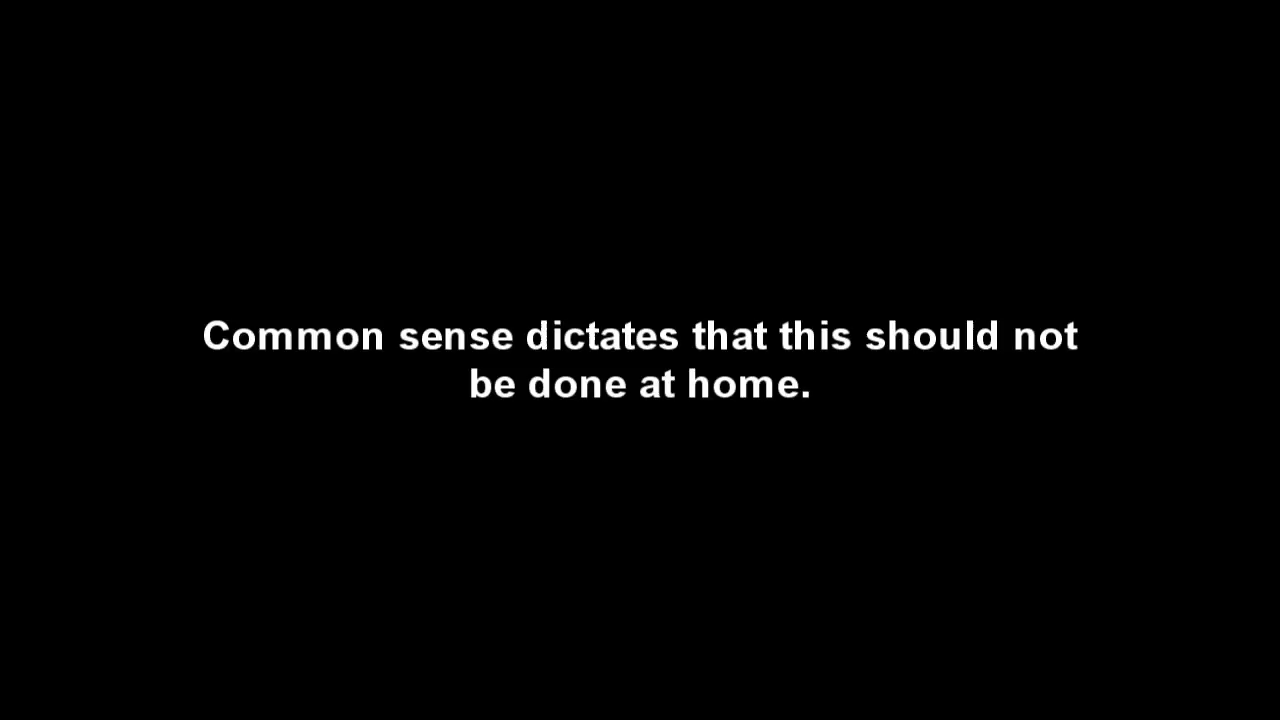 Common sense dictates that this should not
be done at home.